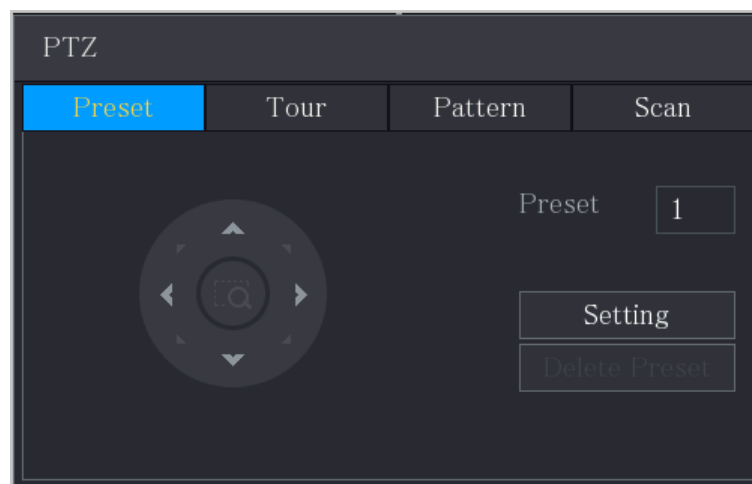 PTZ
Preset Tour Pattern Scan
Preset 1
Setting
Delete Preset